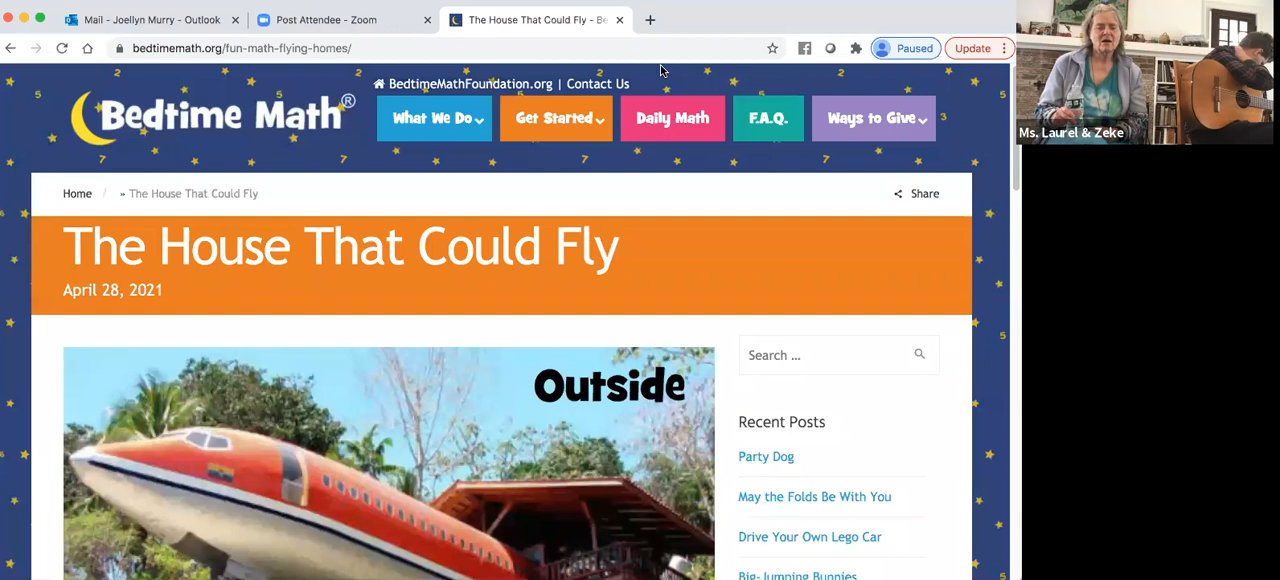 Mail - Joellyn Murry - Outlook
Post Attendee - Zoom
The House That Could Fly - Be
bedtimemath.org/fun-math-flying-homes/
Paused
Update
BedtimeMathFoundation.org | Contact Us
Bedtime Math®
What We Do
Get Started
Daily Math
F.A.Q.
Ways to Give
Home / » The House That Could Fly
Share
The House That Could Fly
April 28, 2021
Outside
Search ...
Recent Posts
Party Dog
May the Folds Be With You
Drive Your Own Lego Car
Big-Jumping Bunnies
Ms. Laurel & Zeke